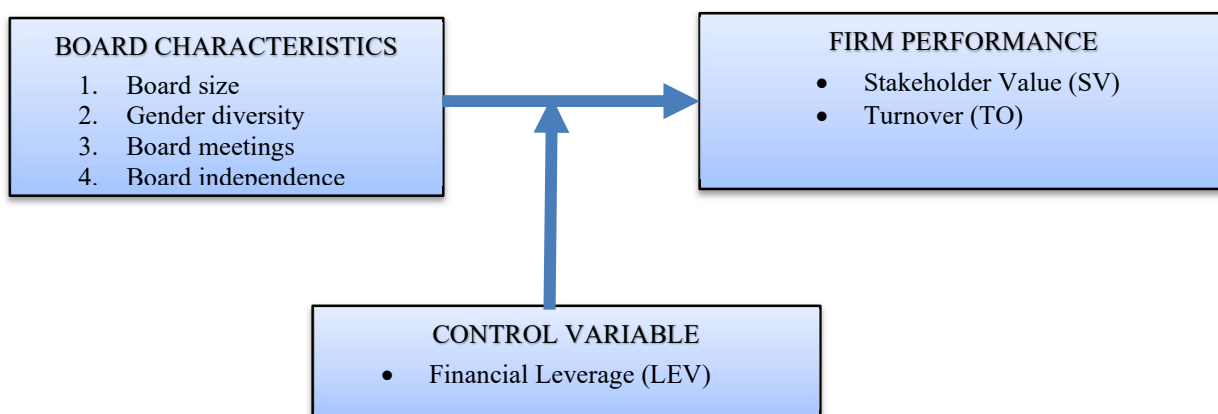 BOARD CHARACTERISTICS
1. Board size
2. Gender diversity
3. Board meetings
4. Board independence
FIRM PERFORMANCE
• Stakeholder Value (SV)
• Turnover (TO)
CONTROL VARIABLE
• Financial Leverage (LEV)